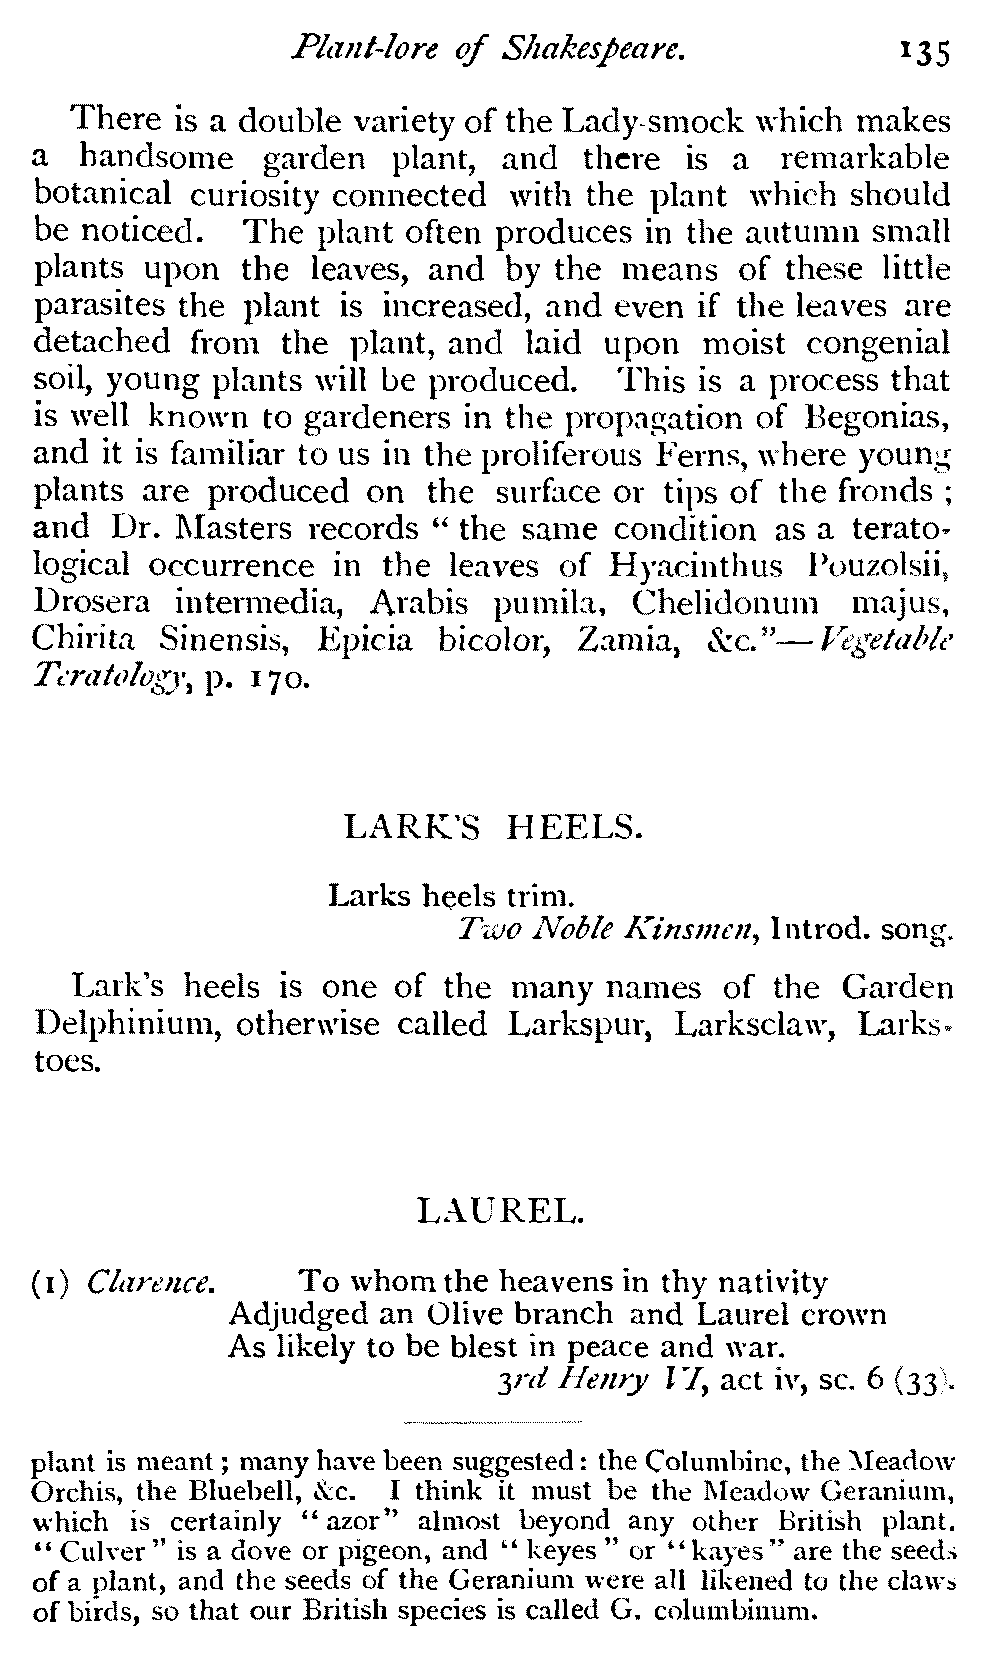 Plant-lore of Shakespeare. 135
There is a double variety of the Lady-smock which makes
a handsome garden plant, and there is a remarkable
botanical curiosity connected with the plant which should
be noticed. The plant often produces in the autumn small
plants upon the leaves, and by the means of these little
parasites the plant is increased, and even if the leaves are
detached from the plant, and laid upon moist congenial
soil, young plants will be produced. This is a process that
is well known to gardeners in the propagation of Begonias,
and it is familiar to us in the proliferous Ferns, where young
plants are produced on the surface or tips of the fronds ;
and Dr. Masters records “ the same condition as a terato-
logical occurrence in the leaves of Hyacinthus Pouzolsii,
Drosera intermedia, Arabis pumila, Chelidonum majus,
Chirita Sinensis, Epicia bicolor, Zamia, &c.”—Vegetable
Teratology, p. 170.
LARK'S HEELS.
Larks heels trim.
Two Noble Kinsmen, Introd. song.
Lark's heels is one of the many names of the Garden
Delphinium, otherwise called Larkspur, Larksclaw, Larks-
toes.
LAUREL.
(1) Clarence. To whom the heavens in thy nativity
Adjudged an Olive branch and Laurel crown
As likely to be blest in peace and war.
3rd Henry VI, act iv, sc. 6 (33).
plant is meant ; many have been suggested : the Columbine, the Meadow
Orchis, the Bluebell, &c. I think it must be the Meadow Geranium,
which is certainly “ azor” almost beyond any other British plant.
“ Culver ” is a dove or pigeon, and “ keyes ” or “ kayes ” are the seeds
of a plant, and the seeds of the Geranium were all likened to the claws
of birds, so that our British species is called G. columbinum.